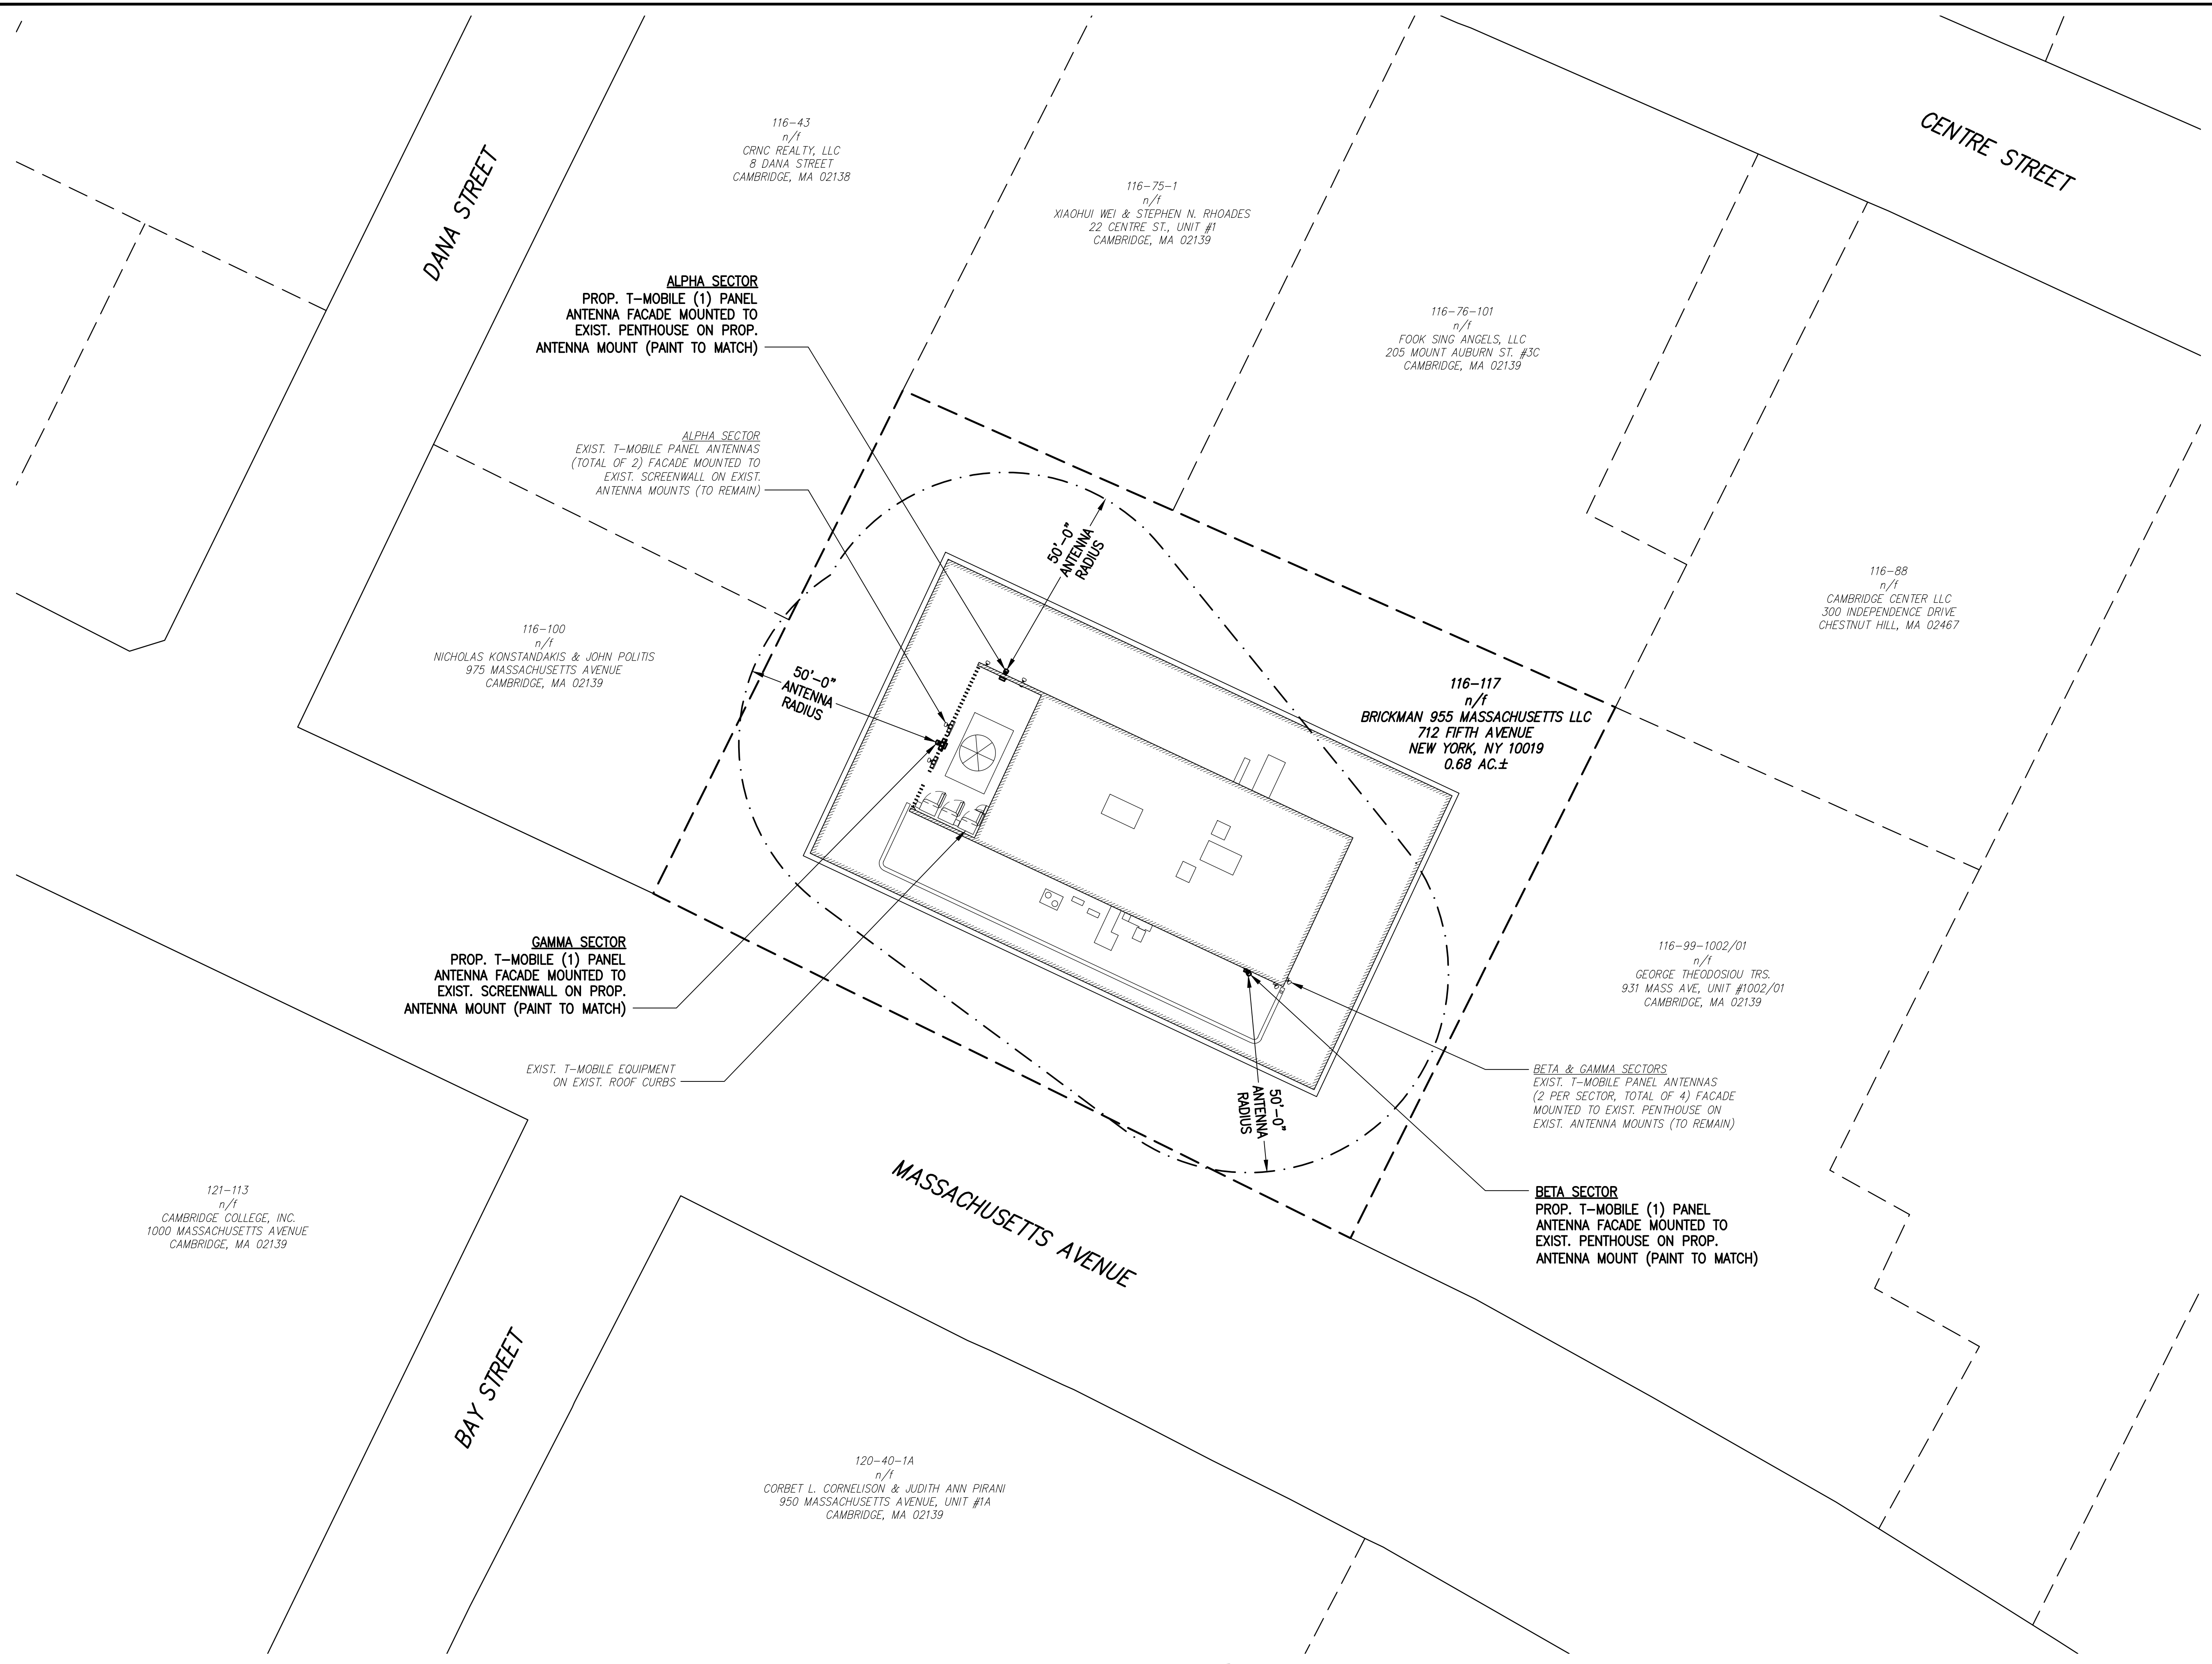 CENTRE STREET
DANA STREET
116-43
n/f
CRNC REALTY, LLC
8 DANA STREET
CAMBRIDGE, MA 02138
116-75-1
n/f
XIAOHUI WEI & STEPHEN N. RHOADES
22 CENTRE ST., UNIT #1
CAMBRIDGE, MA 02139
ALPHA SECTOR
PROP. T-MOBILE (1) PANEL
ANTENNA FACADE MOUNTED TO
EXIST. PENTHOUSE ON PROP.
ANTENNA MOUNT (PAINT TO MATCH)
116-76-101
n/f
FOOK SING ANGELS, LLC
205 MOUNT AUBURN ST. #3C
CAMBRIDGE, MA 02139
ALPHA SECTOR
EXIST. T-MOBILE PANEL ANTENNAS
(TOTAL OF 2) FACADE MOUNTED TO
EXIST. SCREENWALL ON EXIST.
ANTENNA MOUNTS (TO REMAIN)
50'-0"
ANTENNA
RADIUS
116-88
n/f
CAMBRIDGE CENTER LLC
300 INDEPENDENCE DRIVE
CHESTNUT HILL, MA 02467
116-100
n/f
NICHOLAS KONSTANDAKIS & JOHN POLITIS
975 MASSACHUSETTS AVENUE
CAMBRIDGE, MA 02139
50'-0"
ANTENNA
RADIUS
116-117
n/f
BRICKMAN 955 MASSACHUSETTS LLC
712 FIFTH AVENUE
NEW YORK, NY 10019
0.68 AC.±
GAMMA SECTOR
PROP. T-MOBILE (1) PANEL
ANTENNA FACADE MOUNTED TO
EXIST. SCREENWALL ON PROP.
ANTENNA MOUNT (PAINT TO MATCH)
116-99-1002/01
n/f
GEORGE THEODOSIOU TRS.
931 MASS AVE, UNIT #1002/01
CAMBRIDGE, MA 02139
EXIST. T-MOBILE EQUIPMENT
ON EXIST. ROOF CURBS
50'-0"
ANTENNA
RADIUS
BETA & GAMMA SECTORS
EXIST. T-MOBILE PANEL ANTENNAS
(2 PER SECTOR, TOTAL OF 4) FACADE
MOUNTED TO EXIST. PENTHOUSE ON
EXIST. ANTENNA MOUNTS (TO REMAIN)
MASSACHUSETTS AVENUE
BETA SECTOR
PROP. T-MOBILE (1) PANEL
ANTENNA FACADE MOUNTED TO
EXIST. PENTHOUSE ON PROP.
ANTENNA MOUNT (PAINT TO MATCH)
121-113
n/f
CAMBRIDGE COLLEGE, INC.
1000 MASSACHUSETTS AVENUE
CAMBRIDGE, MA 02139
BAY STREET
120-40-1A
n/f
CORBET L. CORNELISON & JUDITH ANN PIRANI
950 MASSACHUSETTS AVENUE, UNIT #1A
CAMBRIDGE, MA 02139